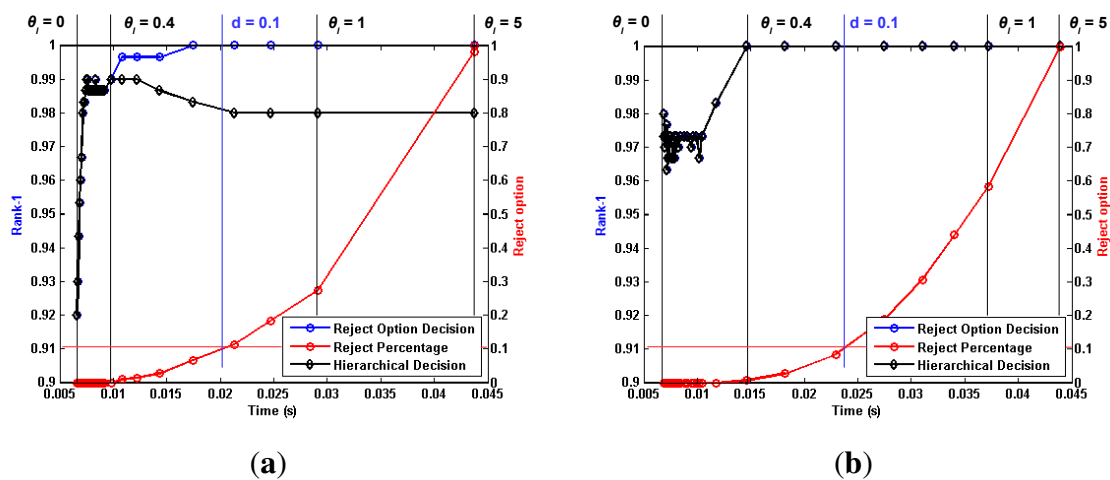 θl = 0 θl = 0.4 d = 0.1 θl = 1 θl = 5
1 0.99 0.98 0.97 0.96 0.95 0.94 0.93 0.92 0.91 0.9
Rank-1
1 0.9 0.8 0.7 0.6 0.5 0.4 0.3 0.2 0.1 0
Reject option
Reject Option Decision
Reject Percentage
Hierarchical Decision
0.005 0.01 0.015 0.02 0.025 0.03 0.035 0.04 0.045
Time (s)
(a)
θl = 0 θl = 0.4 d = 0.1 θl = 1 θl = 5
1 0.99 0.98 0.97 0.96 0.95 0.94 0.93 0.92 0.91 0.9
Rank-1
1 0.9 0.8 0.7 0.6 0.5 0.4 0.3 0.2 0.1 0
Reject option
Reject Option Decision
Reject Percentage
Hierarchical Decision
0.005 0.01 0.015 0.02 0.025 0.03 0.035 0.04 0.045
Time (s)
(b)